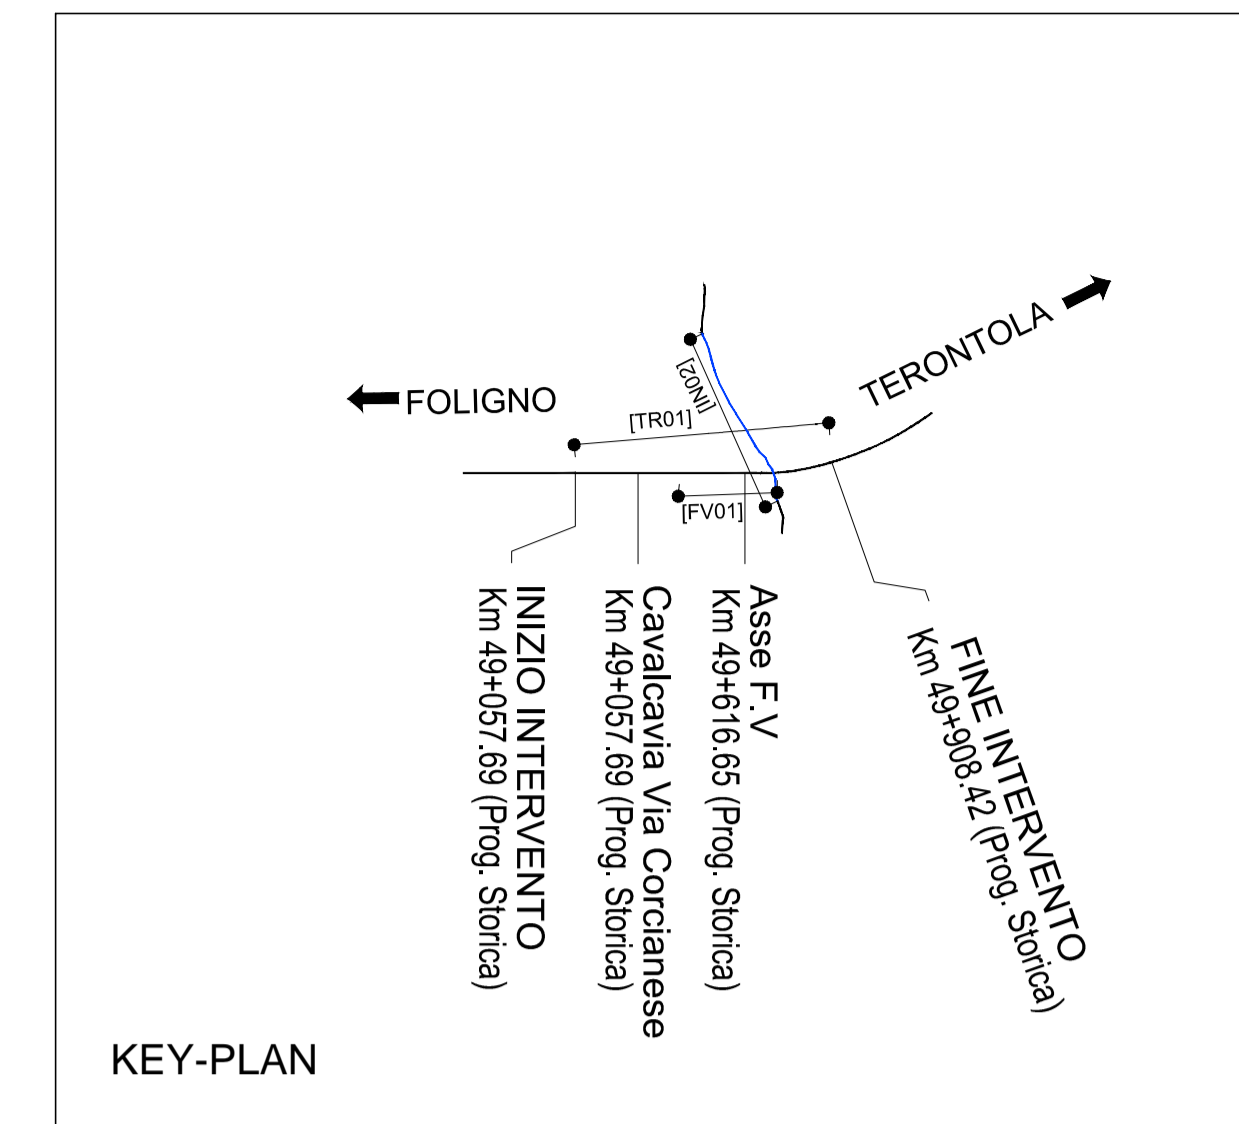 TERONTOLA
FOLIGNO
[IN02]
[TR01]
[FV01]
INIZIO INTERVENTO
Km 49+057.69 (Prog. Storica)
Cavalcavia Via Corcianese
Km 49+057.69 (Prog. Storica)
Asse F.V
Km 49+616.65 (Prog. Storica)
FINE INTERVENTO
Km 49+908.42 (Prog. Storica)
KEY-PLAN